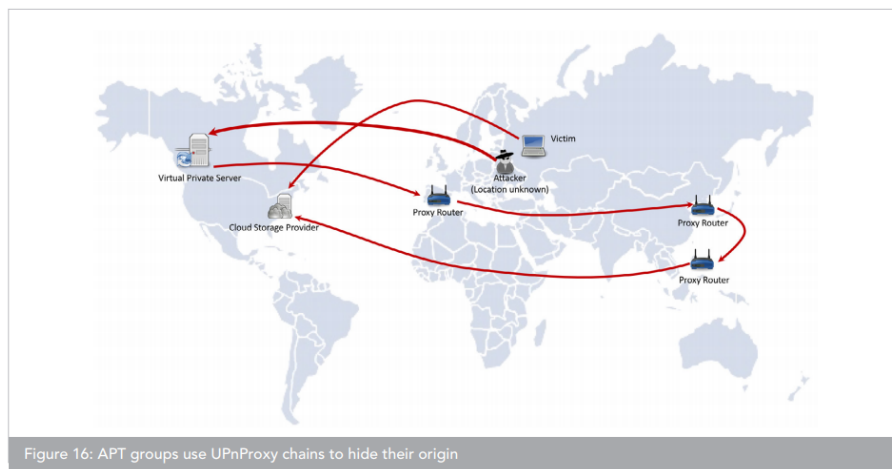 Victim
Virtual Private Server
Attacker
(Location unknown)
Proxy Router
Cloud Storage Provider
Proxy Router
Proxy Router
Figure 16: APT groups use UPnProxy chains to hide their origin